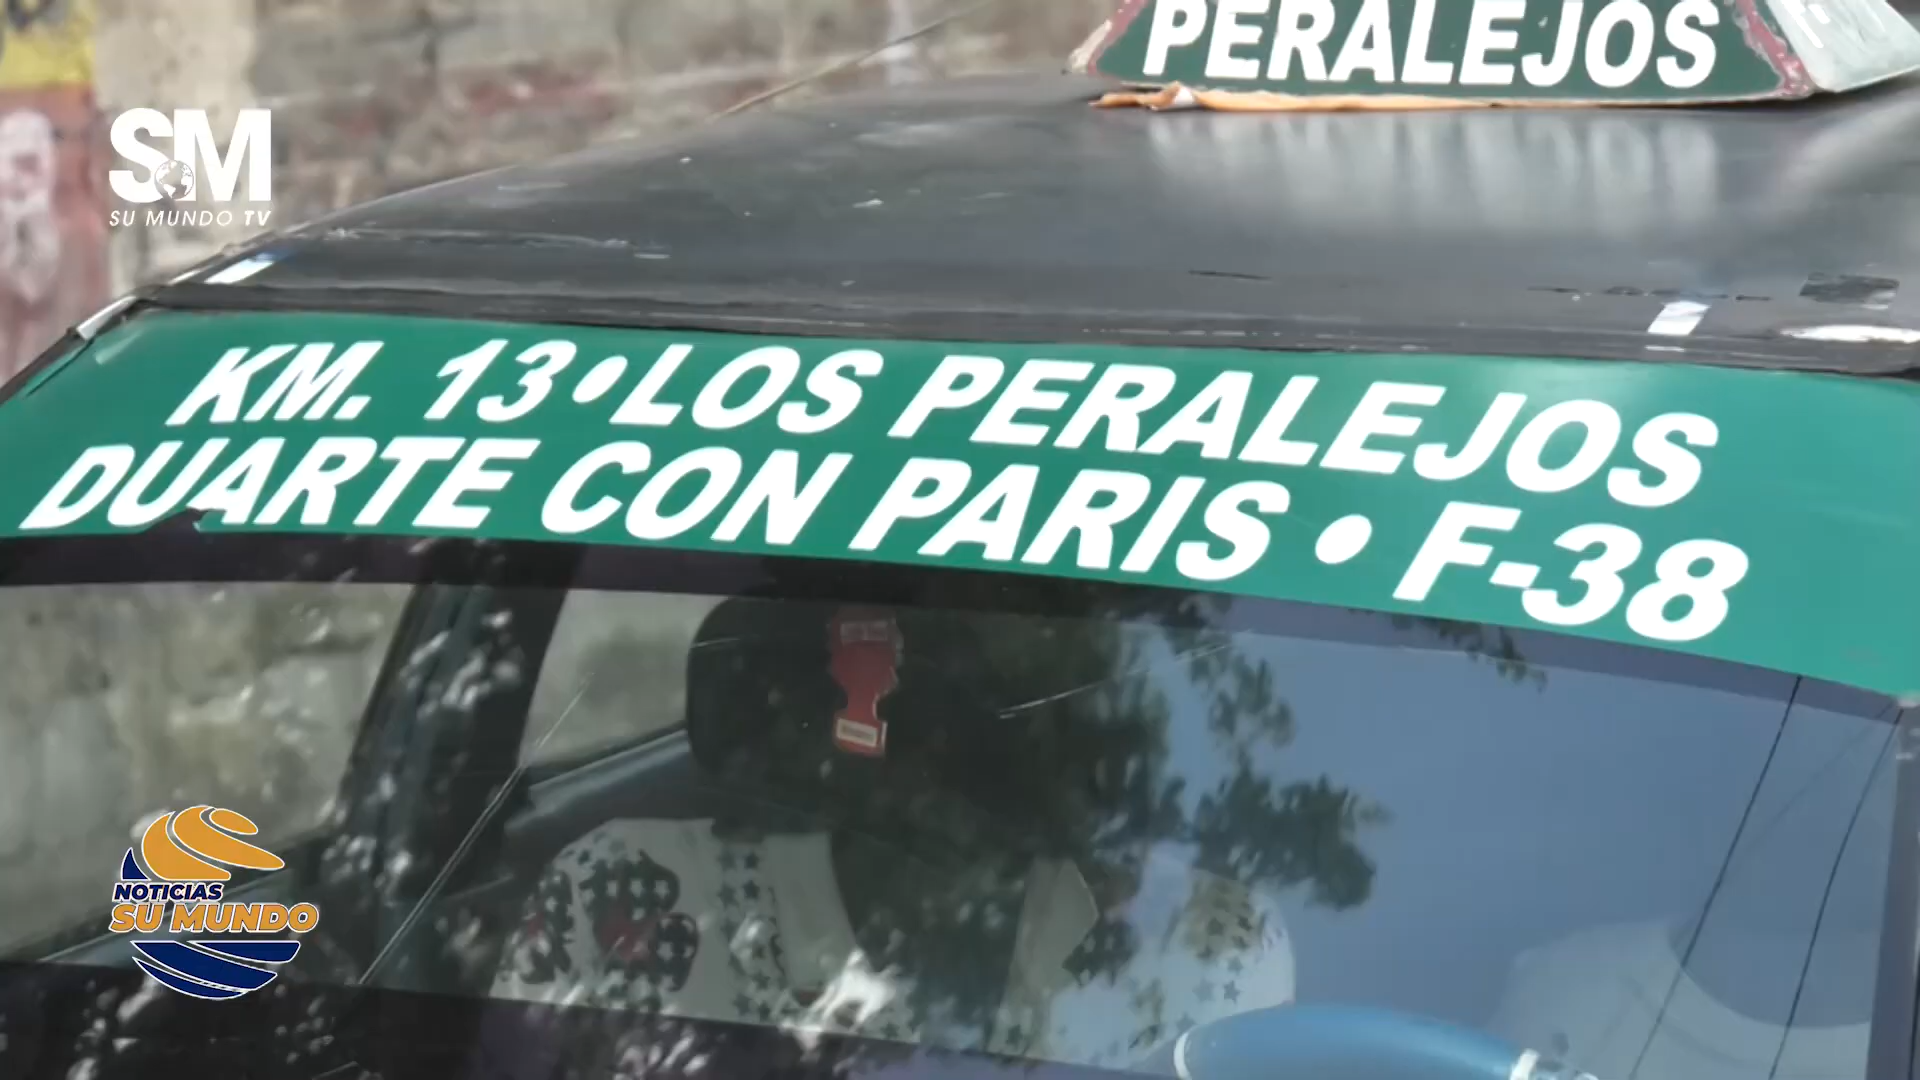 PERALEJOS
SM
SU MUNDO TV
KM. 13•LOS PERALEJOS
DUARTE CON PARIS • F-38
NOTICIAS
SU MUNDO